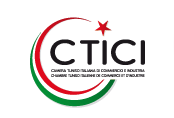 CTICI
CAMERA TUNISO-ITALIANA DI COMMERCIO E INDUSTRIA
CHAMBRE TUNISO-ITALIENNE DE COMMERCE ET D'INDUSTRIE